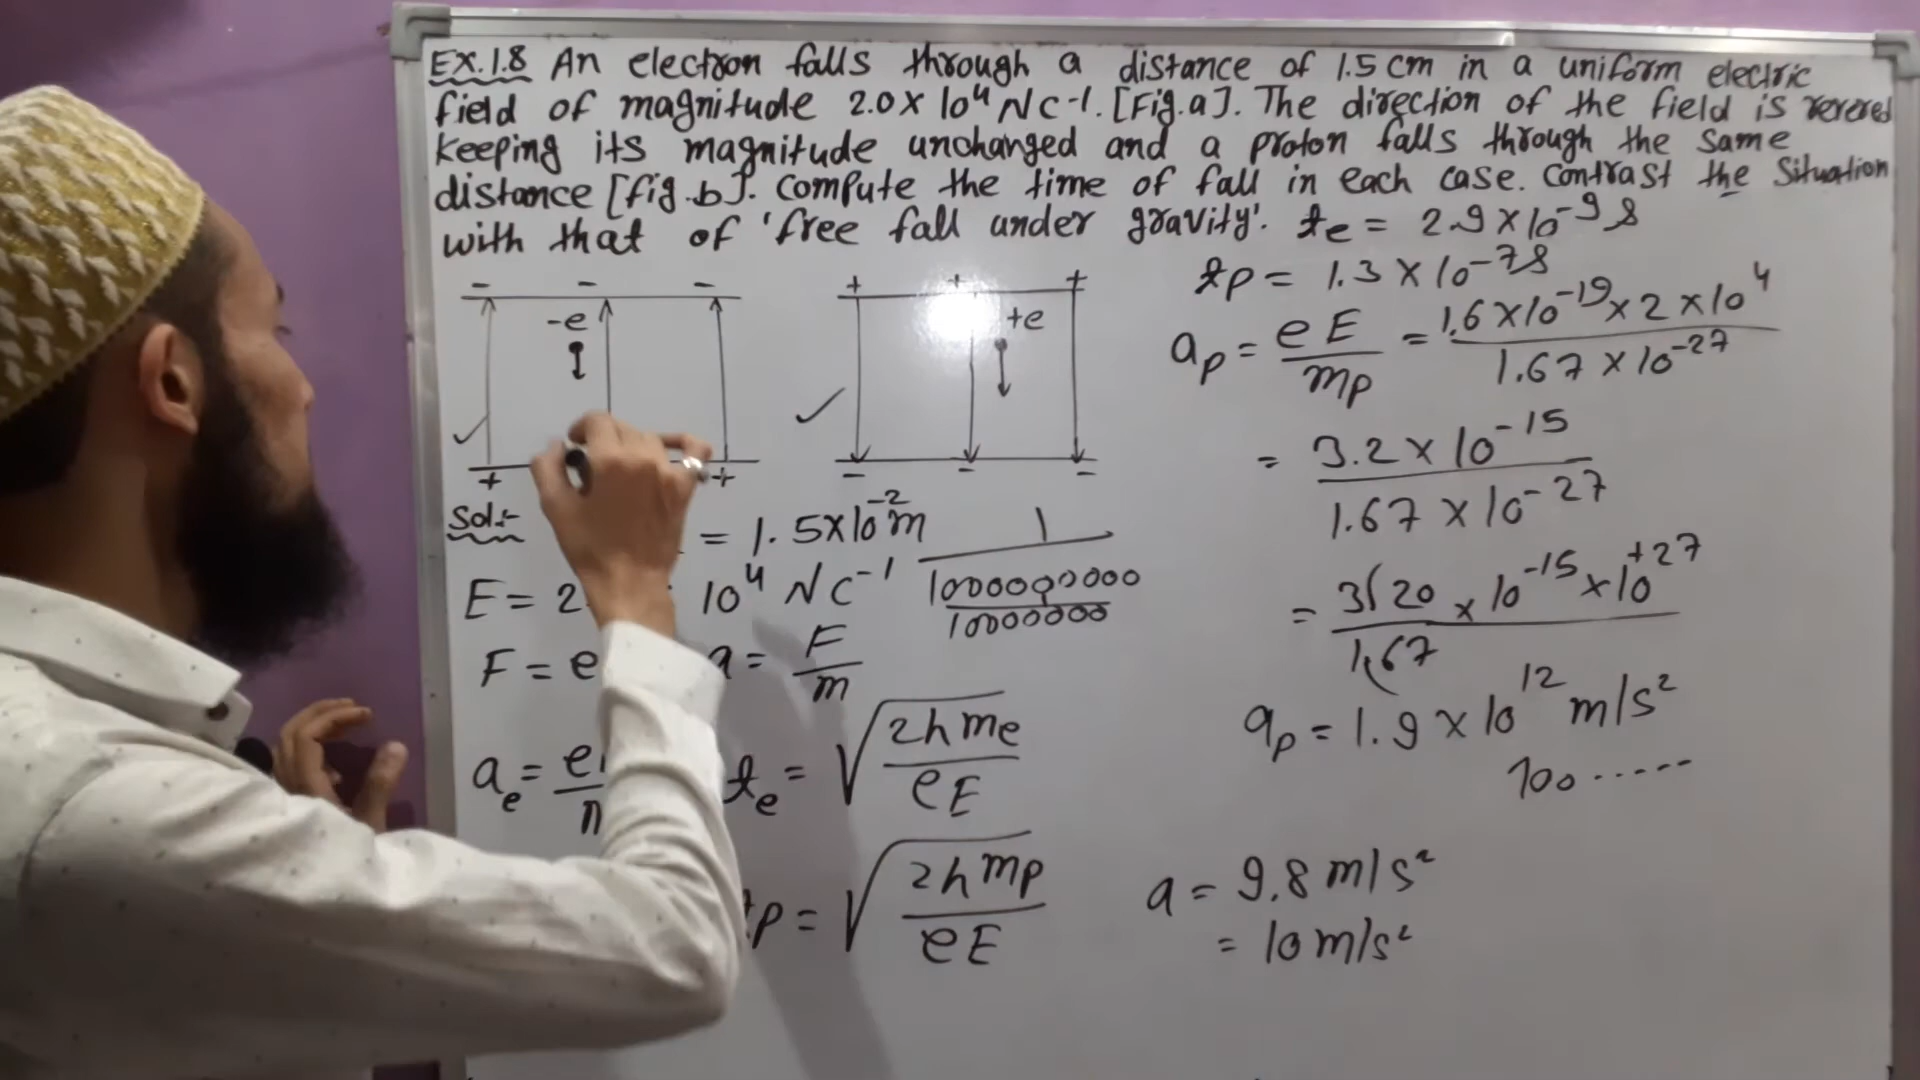 EX.1.8 An electron falls through a distance of 1.5 cm in a uniform electric
field of magnitude 2.0 × 10⁴ NC-1. [Fig.a]. The direction of the field is revered
keeping its magnitude unchanged and a proton falls through the same
distance [fig.b]. Compute the time of fall in each case. Contrast the Situation
with that of 'free fall under gravity'. te = 2.9 × 10⁻⁹ s
tp = 1.3 × 10⁻⁷ s
- - -
-e
+ +
+ + +
+e
- - -
ap = eE/mp = 1.6 × 10⁻¹⁹ × 2 × 10⁴ / 1.67 × 10⁻²⁷
= 3.2 × 10⁻¹⁵ / 1.67 × 10⁻²⁷
= 3.20 × 10⁻¹⁵ × 10⁺²⁷ / 1.67
ap = 1.9 × 10¹² m/s²
100 ......
a = 9.8 m/s²
= 10 m/s²
Sol:-
= 1.5×10⁻² m
E = 2 10⁴ NC⁻¹
1 / 1000000000
10000000
F = e a = F/m
ae = e te = √2hme/eE
tp = √2hmp/eE